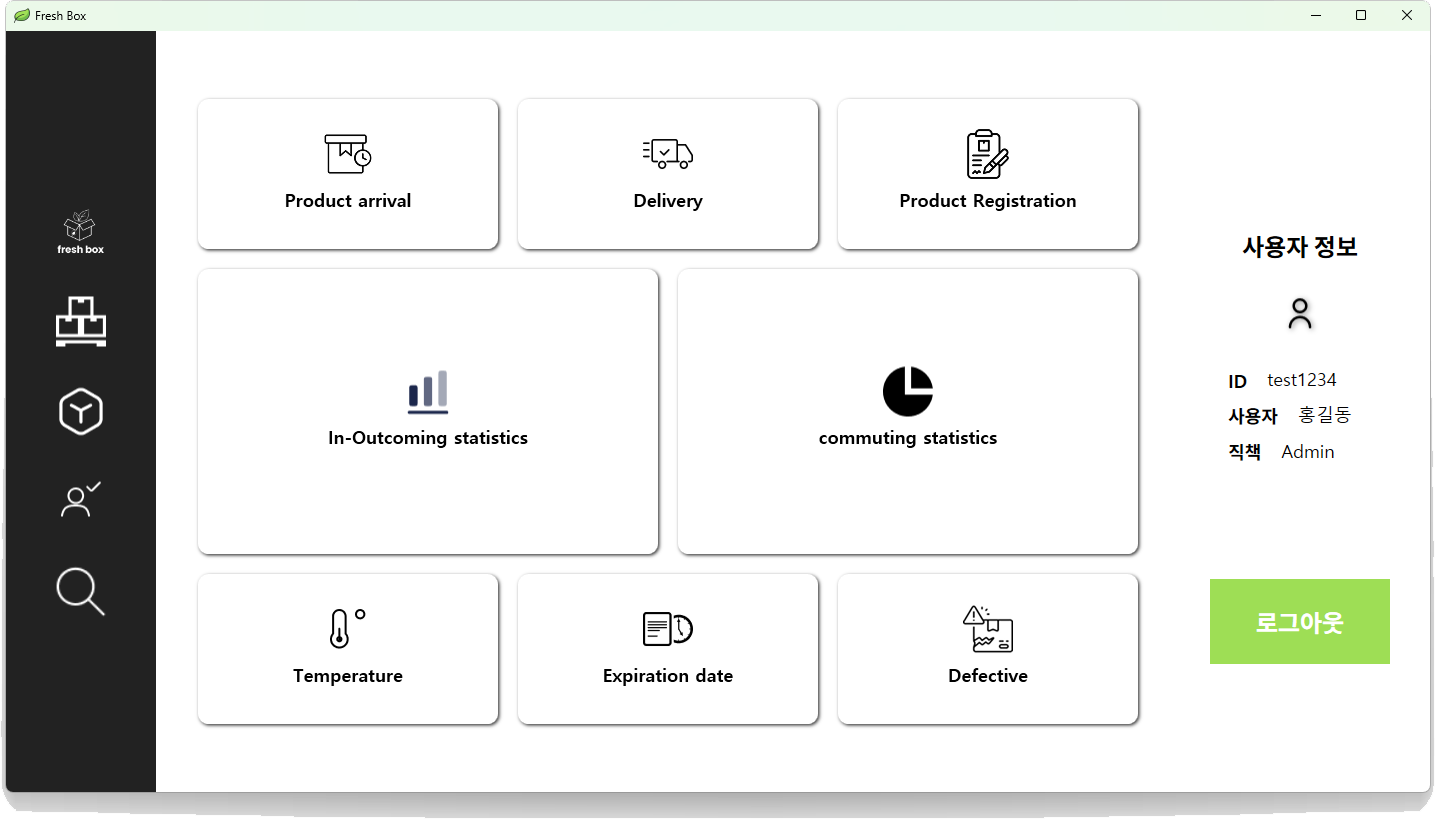 Fresh Box
fresh box
Product arrival
Delivery
Product Registration
In-Outcoming statistics
commuting statistics
Temperature
Expiration date
Defective
사용자 정보
ID test1234
사용자 홍길동
직책 Admin
로그아웃